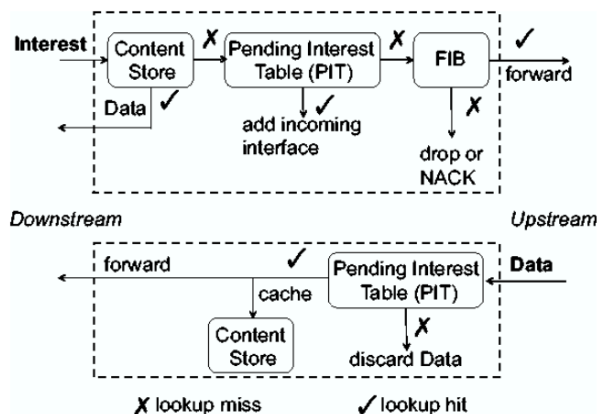 Interest
Content
Store
Pending Interest
Table (PIT)
FIB
forward
Data
add incoming
interface
drop or
NACK
Downstream
Upstream
forward
Pending Interest
Table (PIT)
Data
cache
Content
Store
discard Data
✗ lookup miss
✓ lookup hit